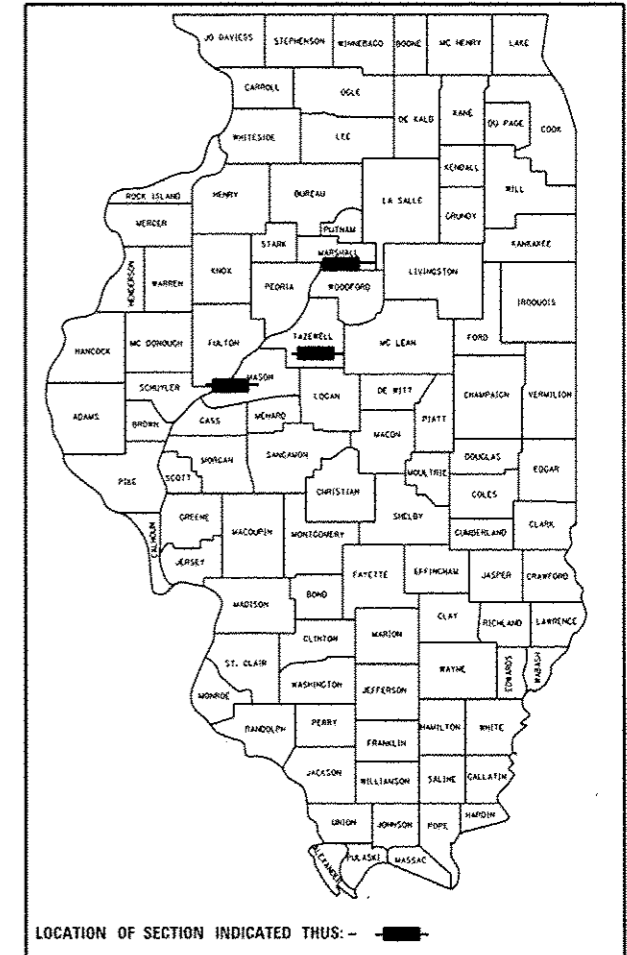 JO DAVIESS STEPHENSON WINNEBAGO BOONE MC HENRY LAKE
CARROLL OGLE
DE KALB KANE DU PAGE COOK
WHITESIDE LEE
KENDALL
ROCK ISLAND HENRY BUREAU LA SALLE WILL
MERCER PUTNAM GRUNDY
STARK MARSHALL KANKAKEE
HENDERSON WARREN KNOX PEORIA WOODFORD LIVINGSTON
IROQUOIS
HANCOCK MC DONOUGH FULTON TAZEWELL MC LEAN FORD
SCHUYLER MASON
LOGAN DE WITT CHAMPAIGN VERMILION
ADAMS BROWN CASS MENARD PIATT
MACON
MORGAN SANGAMON DOUGLAS
PIKE SCOTT MOULTRIE EDGAR
CHRISTIAN COLES
GREENE SHELBY
CALHOUN MACOUPIN MONTGOMERY CUMBERLAND CLARK
JERSEY
FAYETTE EFFINGHAM JASPER CRAWFORD
MADISON BOND
CLAY RICHLAND LAWRENCE
CLINTON MARION
ST. CLAIR WAYNE EDWARDS WABASH
WASHINGTON JEFFERSON
MONROE
RANDOLPH PERRY HAMILTON WHITE
FRANKLIN
JACKSON WILLIAMSON SALINE GALLATIN
UNION JOHNSON POPE HARDIN
ALEXANDER PULASKI MASSAC
LOCATION OF SECTION INDICATED THUS: -